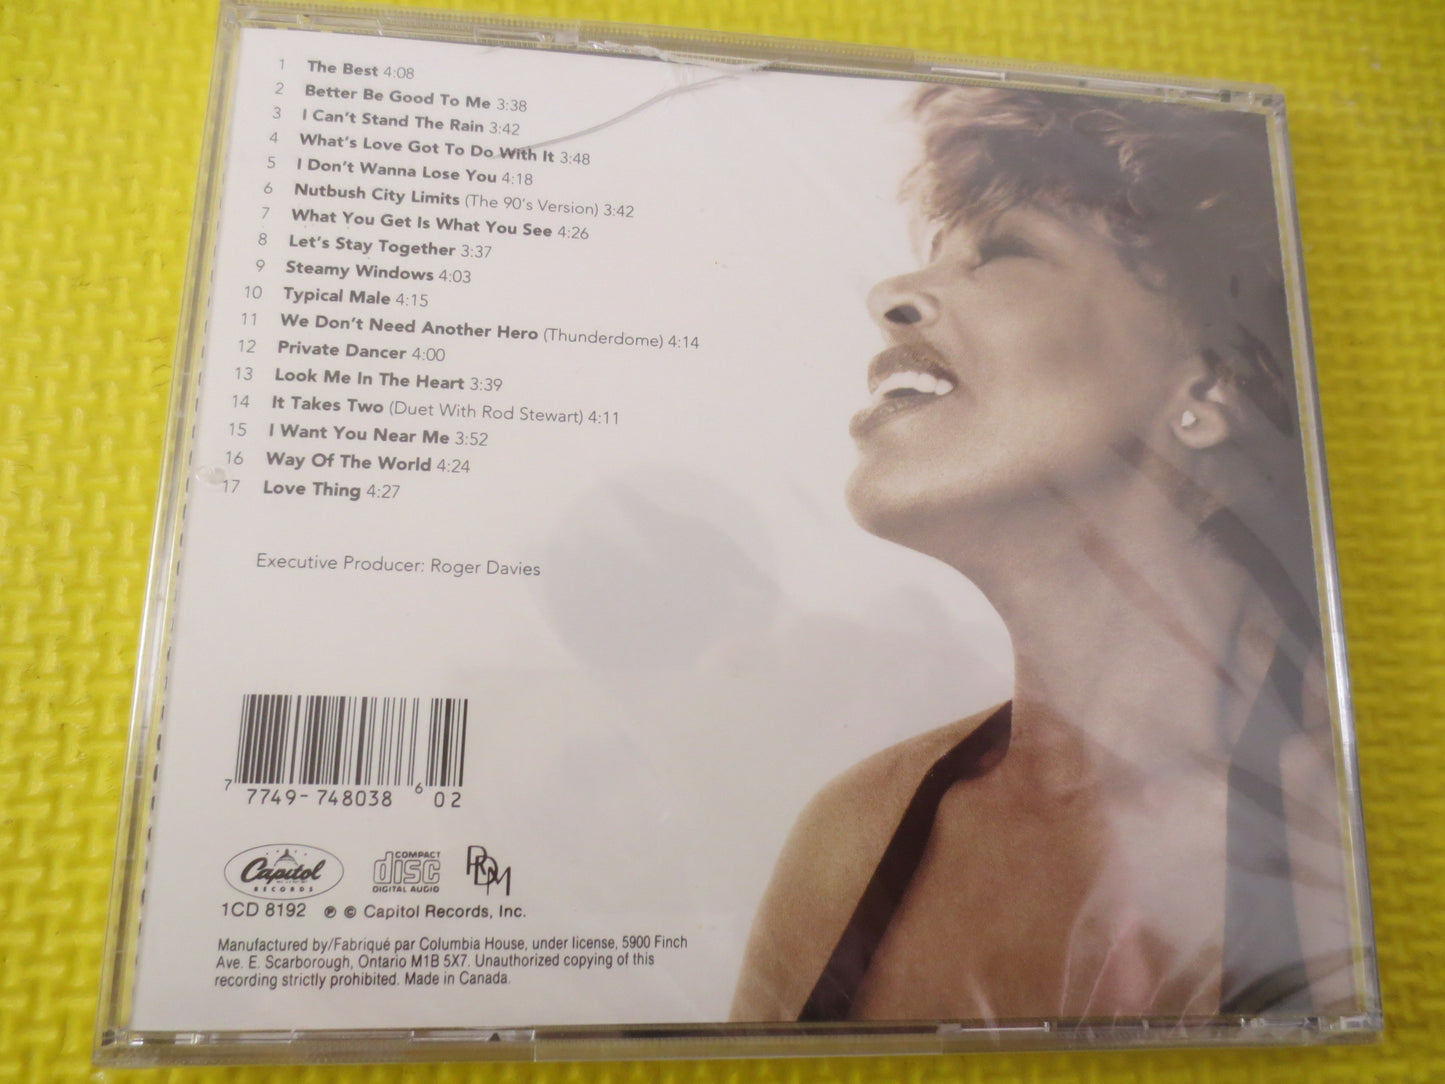 1 The Best 4:08
2 Better Be Good To Me 3:38
3 I Can't Stand The Rain 3:42
4 What's Love Got To Do With It 3:48
5 I Don't Wanna Lose You 4:18
6 Nutbush City Limits (The 90's Version) 3:42
7 What You Get Is What You See 4:26
8 Let's Stay Together 3:37
9 Steamy Windows 4:03
10 Typical Male 4:15
11 We Don't Need Another Hero (Thunderdome) 4:14
12 Private Dancer 4:00
13 Look Me In The Heart 3:39
14 It Takes Two (Duet With Rod Stewart) 4:11
15 I Want You Near Me 3:52
16 Way Of The World 4:24
17 Love Thing 4:27
Executive Producer: Roger Davies
7 7749-748038 6 02
Capitol
RECORDS
COMPACT
disc
DIGITAL AUDIO
PRDM
1CD 8192 ℗ © Capitol Records, Inc.
Manufactured by/Fabriqué par Columbia House, under license, 5900 Finch
Ave. E. Scarborough, Ontario M1B 5X7. Unauthorized copying of this
recording strictly prohibited. Made in Canada.